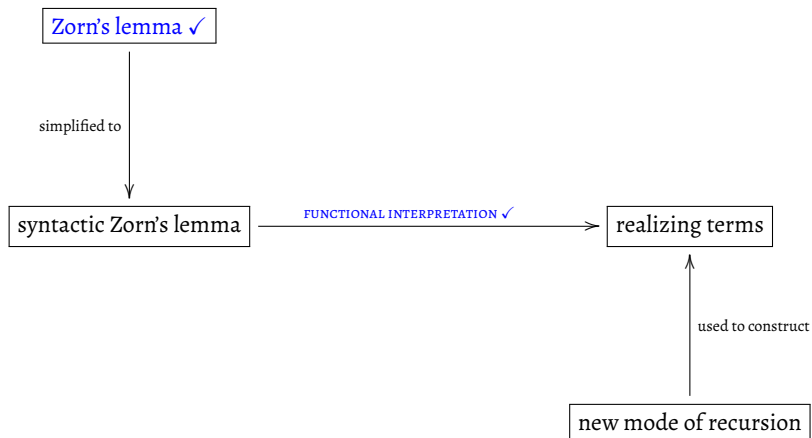 Zorn's lemma ✓
simplified to
syntactic Zorn's lemma
FUNCTIONAL INTERPRETATION ✓
realizing terms
used to construct
new mode of recursion